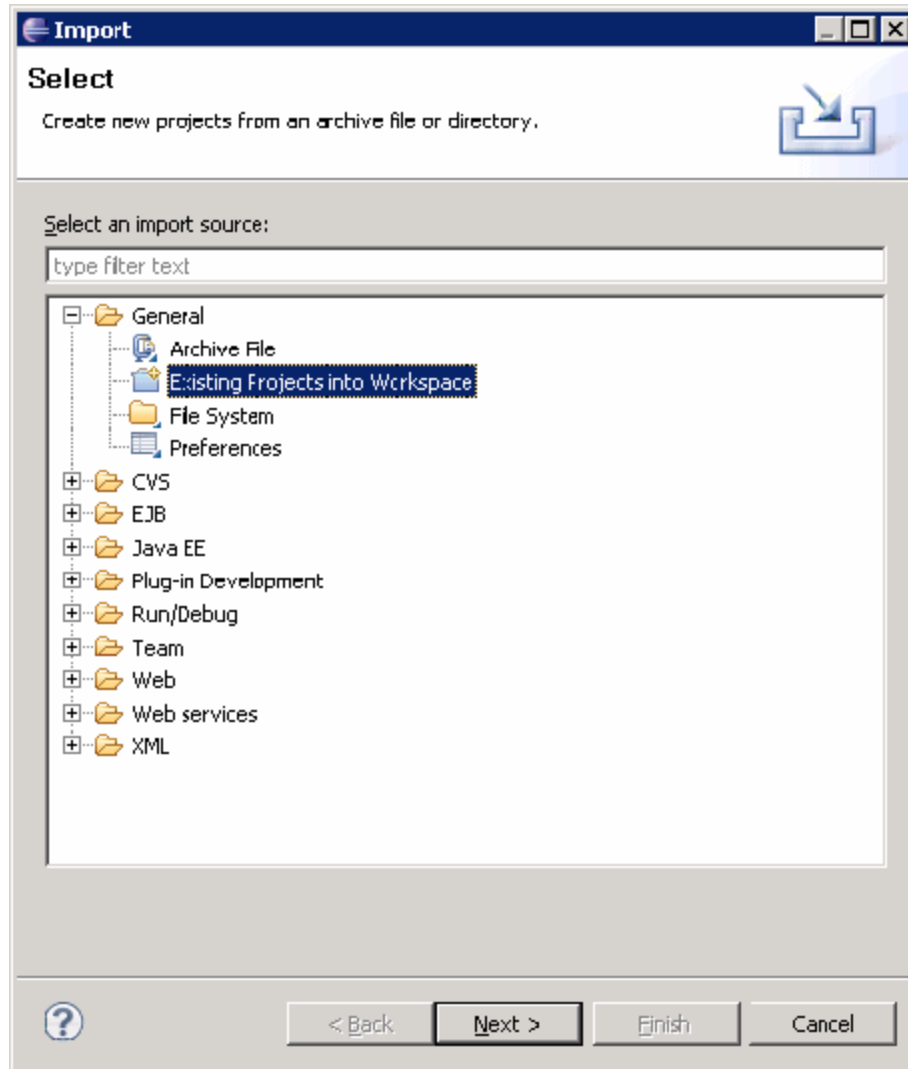 Import
Select
Create new projects from an archive file or directory.
Select an import source:
type filter text
General
Archive File
Existing Projects into Workspace
File System
Preferences
CVS
EJB
Java EE
Plug-in Development
Run/Debug
Team
Web
Web services
XML
?
< Back
Next >
Finish
Cancel